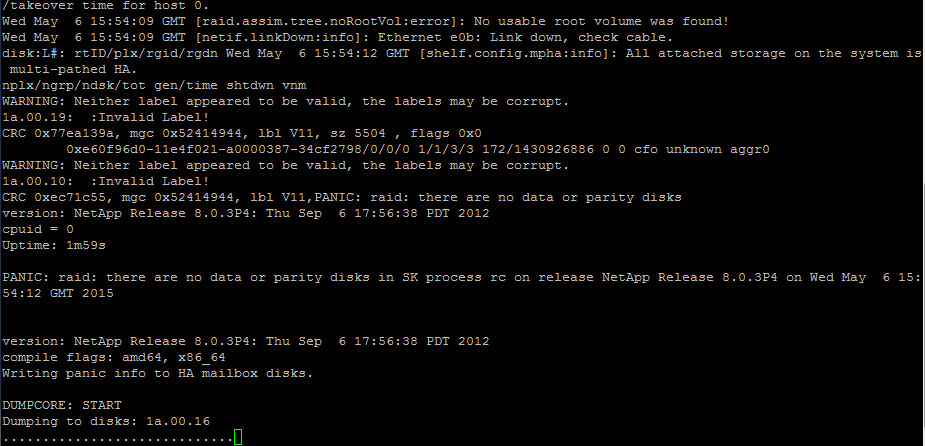 /takeover time for host 0.
Wed May  6 15:54:09 GMT [raid.assim.tree.noRootVol:error]: No usable root volume was found!
Wed May  6 15:54:09 GMT [netif.linkDown:info]: Ethernet e0b: Link down, check cable.
disk:L#: rtID/plx/rgid/rgdn Wed May  6 15:54:12 GMT [shelf.config.mpha:info]: All attached storage on the system is
 multi-pathed HA.
nplx/ngrp/ndsk/tot gen/time shtdwn vnm
WARNING: Neither label appeared to be valid, the labels may be corrupt.
1a.00.19:  :Invalid Label!
CRC 0x77ea139a, mgc 0x52414944, lbl V11, sz 5504 , flags 0x0
        0xe60f96d0-11e4f021-a0000387-34cf2798/0/0/0 1/1/3/3 172/1430926886 0 0 cfo unknown aggr0
WARNING: Neither label appeared to be valid, the labels may be corrupt.
1a.00.10:  :Invalid Label!
CRC 0xec71c55, mgc 0x52414944, lbl V11,PANIC: raid: there are no data or parity disks
version: NetApp Release 8.0.3P4: Thu Sep  6 17:56:38 PDT 2012
cpuid = 0
Uptime: 1m59s
PANIC: raid: there are no data or parity disks in SK process rc on release NetApp Release 8.0.3P4 on Wed May  6 15:
54:12 GMT 2015
version: NetApp Release 8.0.3P4: Thu Sep  6 17:56:38 PDT 2012
compile flags: amd64, x86_64
Writing panic info to HA mailbox disks.
DUMPCORE: START
Dumping to disks: 1a.00.16
.............................